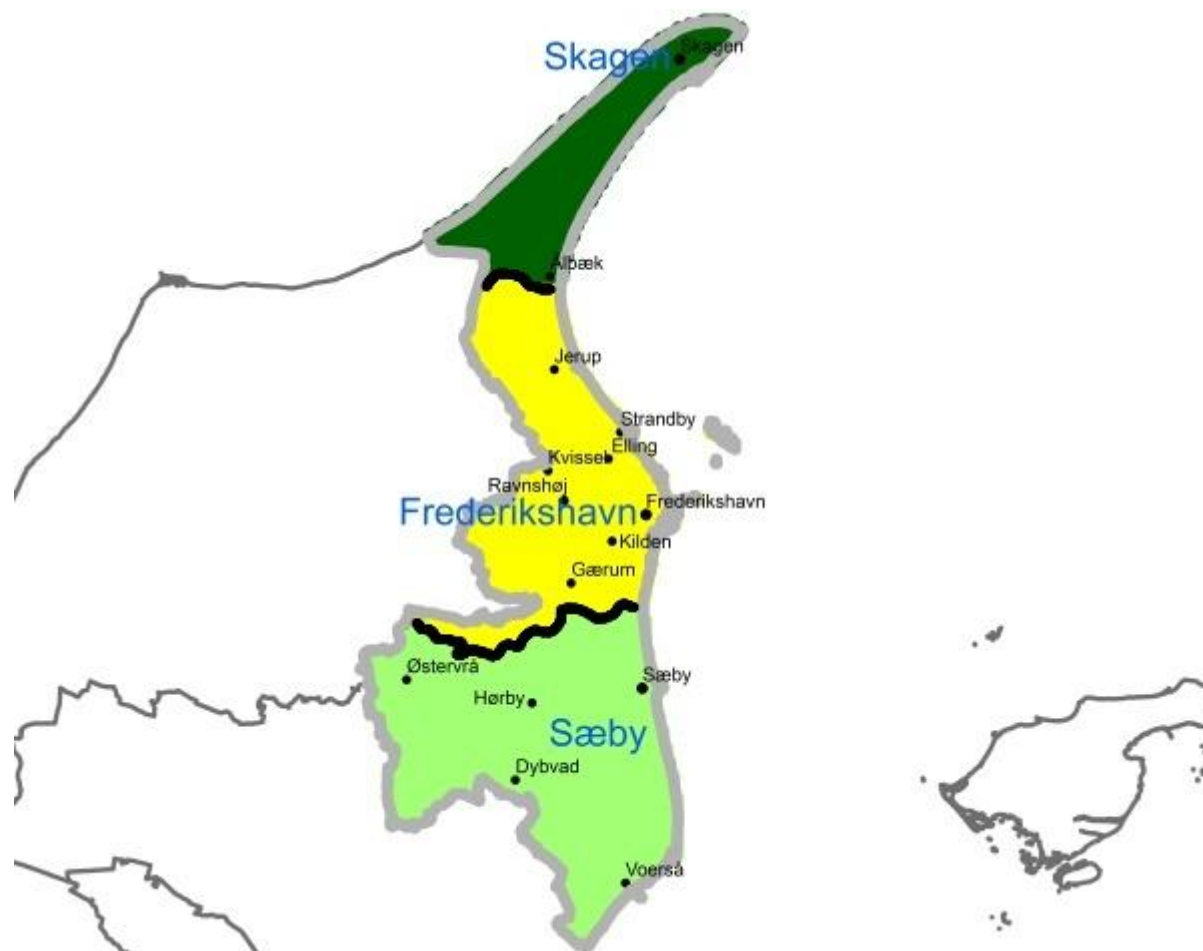 Skagen
Skagen
Ålbæk
Jerup
Strandby
Elling
Kvissel
Ravnshøj
Frederikshavn
Frederikshavn
Kilden
Gærum
Østervrå
Sæby
Hørby
Sæby
Dybvad
Voerså